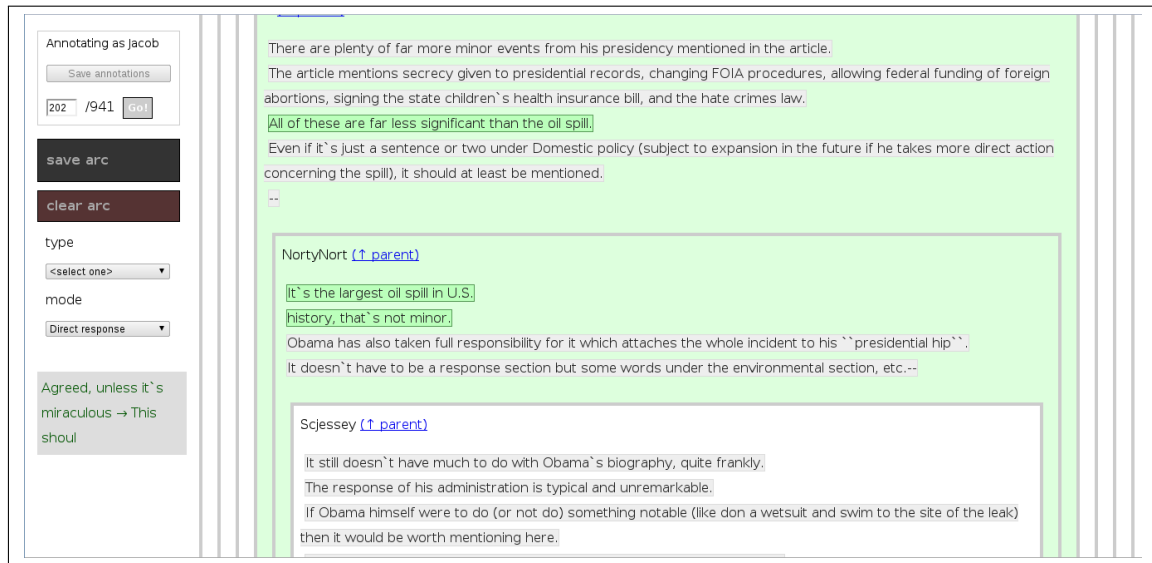 Annotating as Jacob
Save annotations
202 /941 Go!
save arc
clear arc
type
<select one>
mode
Direct response
Agreed, unless it`s
miraculous → This
shoul
There are plenty of far more minor events from his presidency mentioned in the article.
The article mentions secrecy given to presidential records, changing FOIA procedures, allowing federal funding of foreign
abortions, signing the state children`s health insurance bill, and the hate crimes law.
All of these are far less significant than the oil spill.
Even if it`s just a sentence or two under Domestic policy (subject to expansion in the future if he takes more direct action
concerning the spill), it should at least be mentioned.
--
NortyNort (↑ parent)
It`s the largest oil spill in U.S.
history, that`s not minor.
Obama has also taken full responsibility for it which attaches the whole incident to his ``presidential hip``.
It doesn`t have to be a response section but some words under the environmental section, etc.--
Scjessey (↑ parent)
It still doesn`t have much to do with Obama`s biography, quite frankly.
The response of his administration is typical and unremarkable.
If Obama himself were to do (or not do) something notable (like don a wetsuit and swim to the site of the leak)
then it would be worth mentioning here.